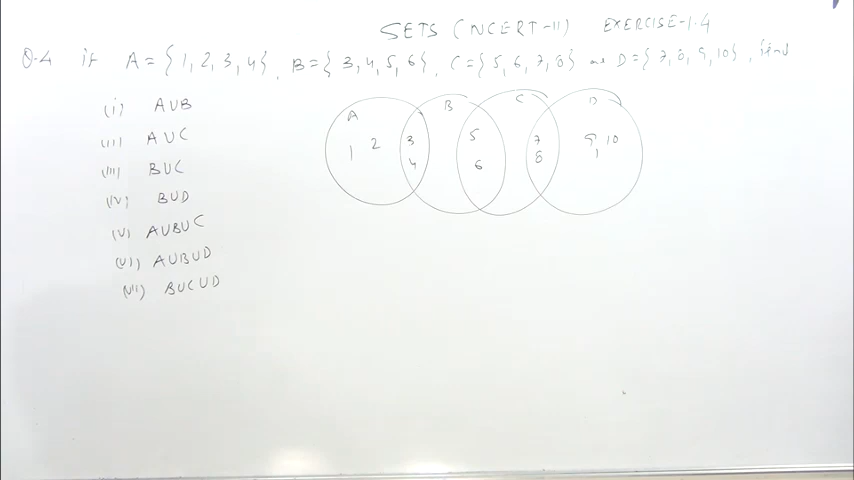 SETS (NCERT-11) EXERCISE-1.4
Q.4 if A = {1, 2, 3, 4}, B = {3, 4, 5, 6}, C = {5, 6, 7, 8} and D = {7, 8, 9, 10}, find
(i) A∪B
(ii) A∪C
(iii) B∪C
(iv) B∪D
(v) A∪B∪C
(vi) A∪B∪D
(vii) B∪C∪D
A B C D
1 2 3 4 5 6 7 8 9, 10